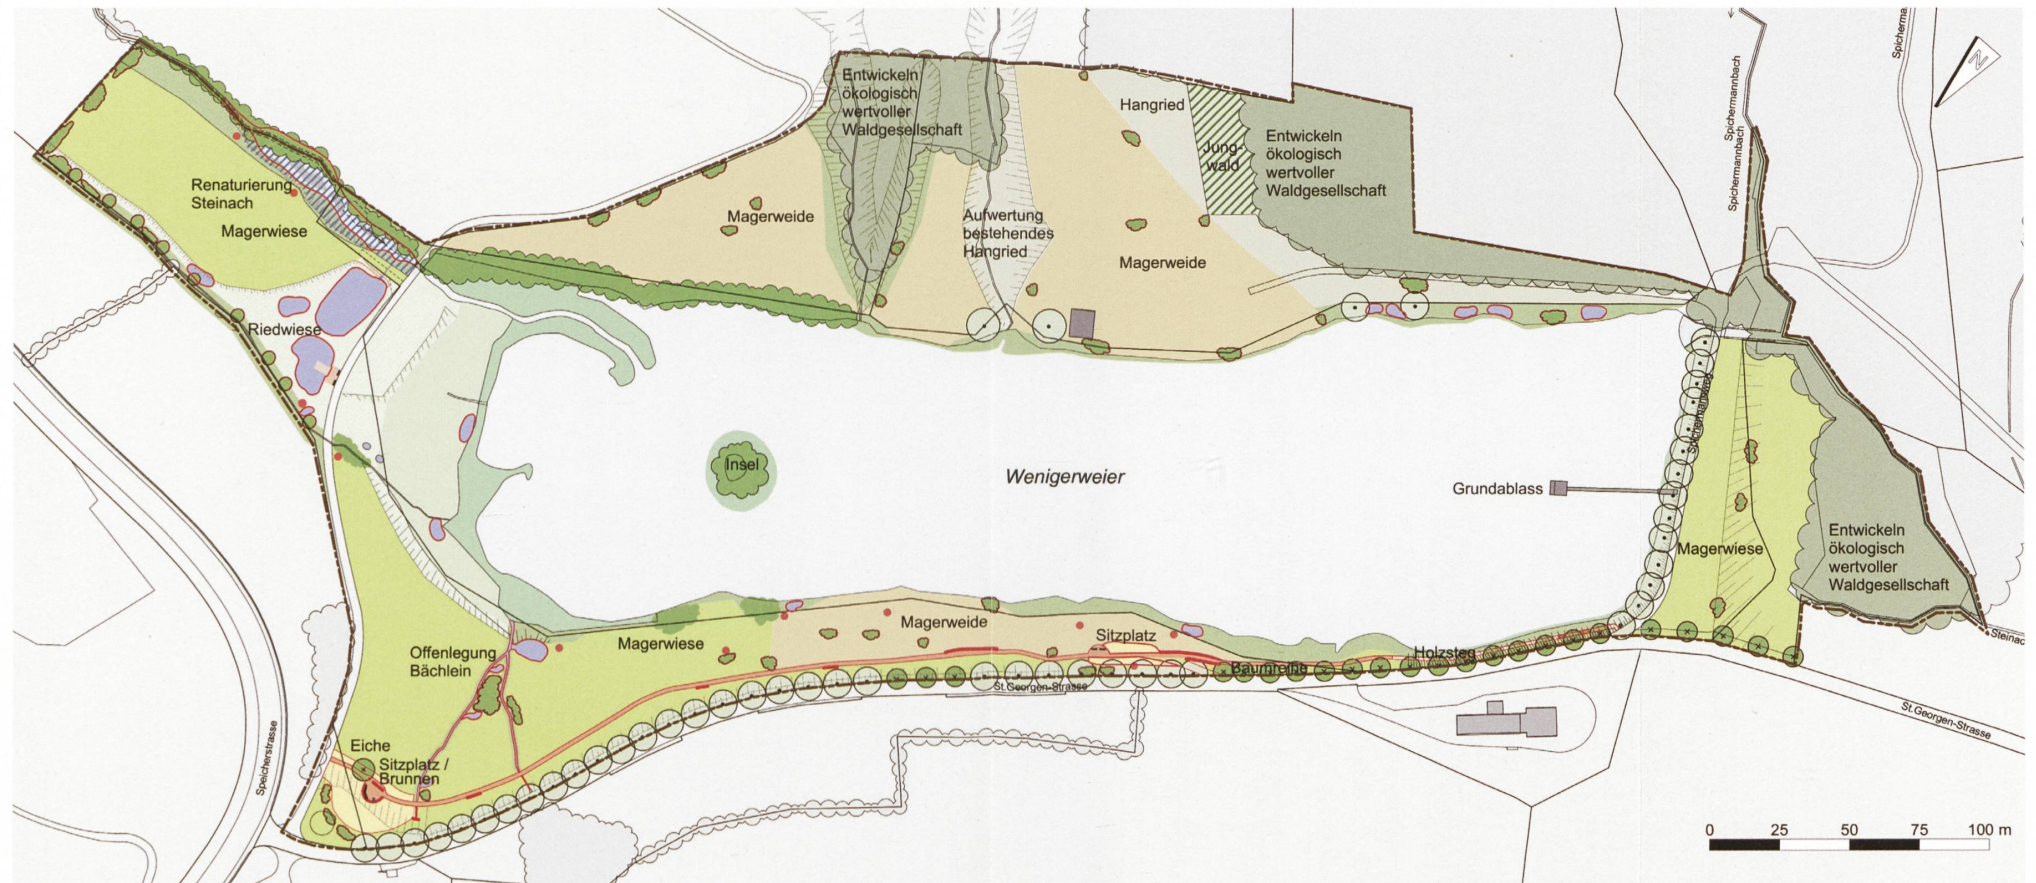 Entwickeln
ökologisch
wertvoller
Waldgesellschaft
Hangried
Jung-
wald
Entwickeln
ökologisch
wertvoller
Waldgesellschaft
Spichermannbach
Spichermannbach
N
Renaturierung
Steinach
Magerwiese
Magerweide
Aufwertung
bestehendes
Hangried
Magerweide
Riedwiese
Insel
Wenigerweier
Grundablass
Magerwiese
Entwickeln
ökologisch
wertvoller
Waldgesellschaft
Offenlegung
Bächlein
Magerwiese
Magerweide
Sitzplatz
Baumreihe
Holzsteg
St.Georgen-Strasse
St.Georgen-Strasse
Speicherstrasse
Eiche
Sitzplatz /
Brunnen
0 25 50 75 100 m